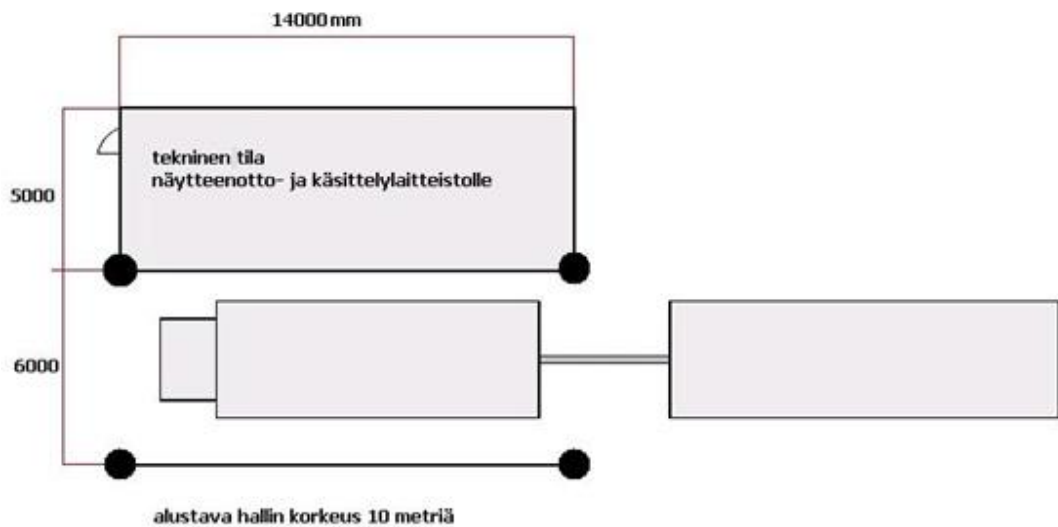 14000 mm
tekninen tila
näytteenotto- ja käsittelylaitteistolle
5000
6000
alustava hallin korkeus 10 metriä